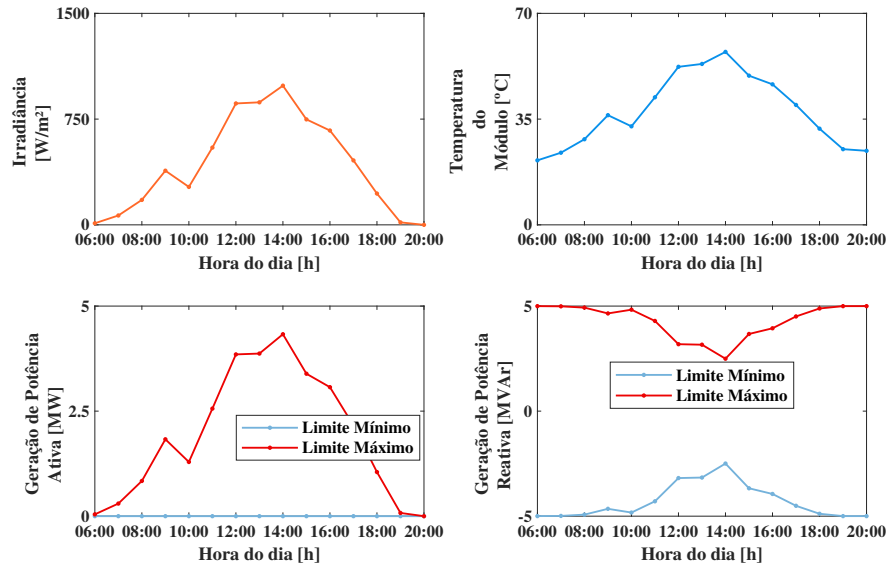 1500
750
0
Irradiância
[W/m²]
06:00 08:00 10:00 12:00 14:00 16:00 18:00 20:00
Hora do dia [h]
70
35
0
Temperatura
do
Módulo [ºC]
06:00 08:00 10:00 12:00 14:00 16:00 18:00 20:00
Hora do dia [h]
5
2.5
0
Geração de Potência
Ativa [MW]
Limite Mínimo
Limite Máximo
06:00 08:00 10:00 12:00 14:00 16:00 18:00 20:00
Hora do dia [h]
5
0
-5
Geração de Potência
Reativa [MVAr]
Limite Mínimo
Limite Máximo
06:00 08:00 10:00 12:00 14:00 16:00 18:00 20:00
Hora do dia [h]